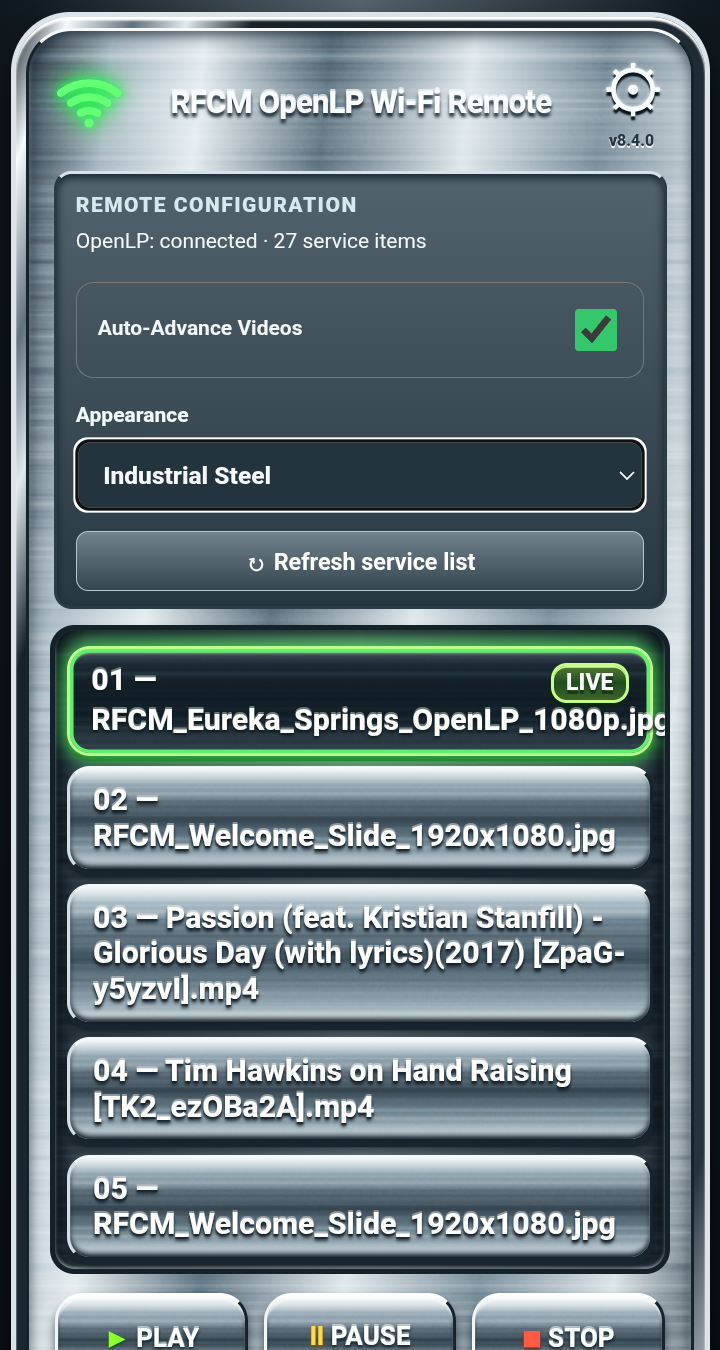 RFCM OpenLP Wi-Fi Remote
v8.4.0
REMOTE CONFIGURATION
OpenLP: connected · 27 service items
Auto-Advance Videos
Appearance
Industrial Steel
↻ Refresh service list
01 —
LIVE
RFCM_Eureka_Springs_OpenLP_1080p.jpg
02 —
RFCM_Welcome_Slide_1920x1080.jpg
03 — Passion (feat. Kristian Stanfill) -
Glorious Day (with lyrics)(2017) [ZpaG-
y5yzvI].mp4
04 — Tim Hawkins on Hand Raising
[TK2_ezOBa2A].mp4
05 —
RFCM_Welcome_Slide_1920x1080.jpg
PLAY
PAUSE
STOP